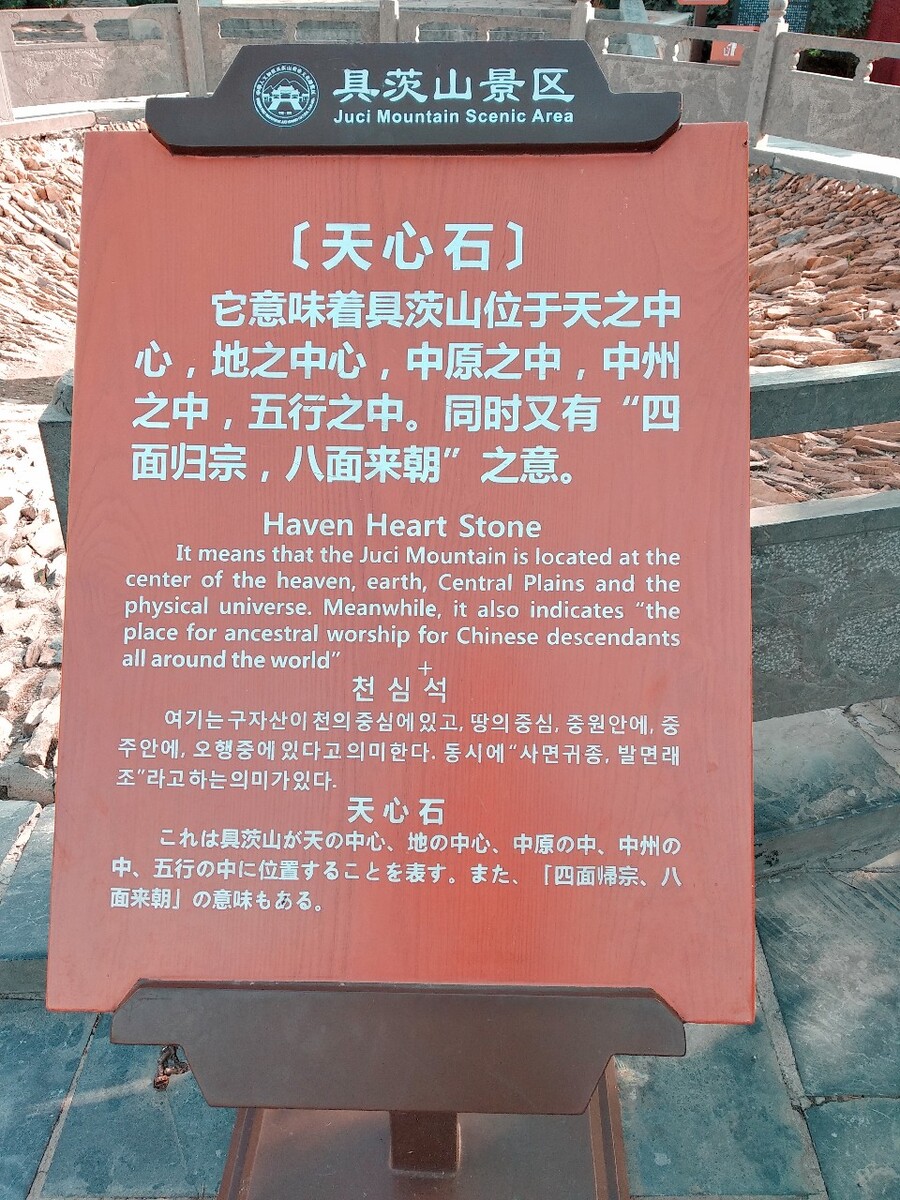 具茨山景区
Juci Mountain Scenic Area
〔天心石〕
它意味着具茨山位于天之中
心，地之中心，中原之中，中州
之中，五行之中。同时又有“四
面归宗，八面来朝”之意。
Haven Heart Stone
It means that the Juci Mountain is located at the
center of the heaven, earth, Central Plains and the
physical universe. Meanwhile, it also indicates “the
place for ancestral worship for Chinese descendants
all around the world”
천심석
여기는구자산이 천의 중심에 있고, 땅의 중심, 중원안에, 중
주안에, 오행중에 있다고 의미한다. 동시에 “사면귀종, 발면래
조”라고 하는 의미가 있다.
天心石
これは具茨山が天の中心、地の中心、中原の中、中州の
中、五行の中に位置することを表す。また、「四面帰宗、八
面来朝」の意味もある。